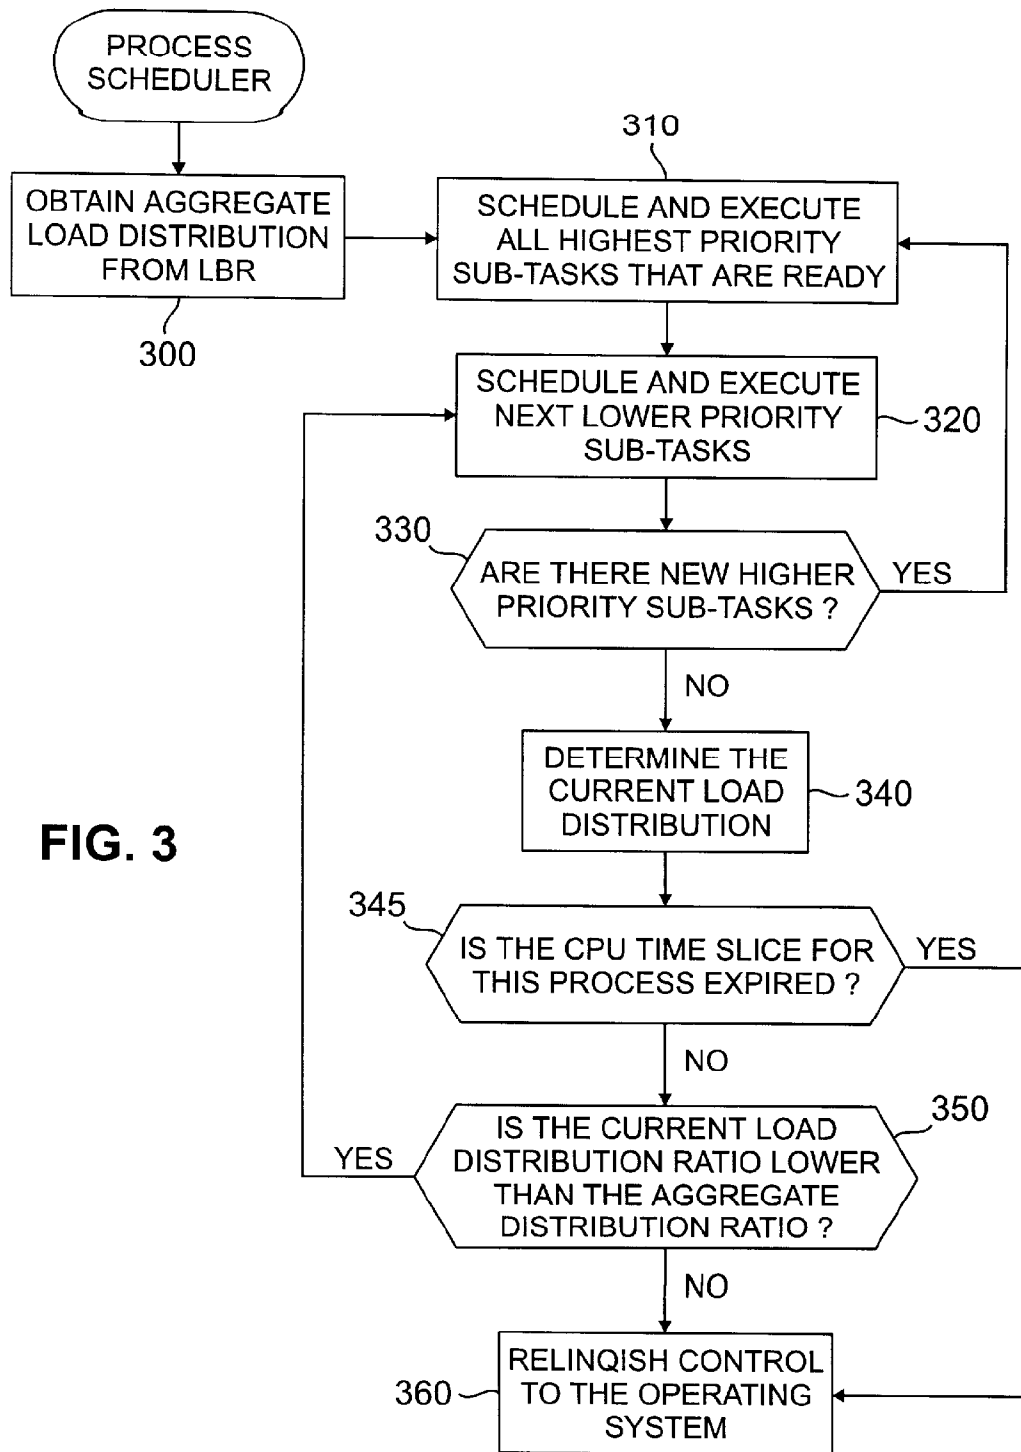 PROCESS
SCHEDULER
OBTAIN AGGREGATE
LOAD DISTRIBUTION
FROM LBR
300
310
SCHEDULE AND EXECUTE
ALL HIGHEST PRIORITY
SUB-TASKS THAT ARE READY
SCHEDULE AND EXECUTE
NEXT LOWER PRIORITY
SUB-TASKS
320
330
ARE THERE NEW HIGHER
PRIORITY SUB-TASKS ?
YES
NO
DETERMINE THE
CURRENT LOAD
DISTRIBUTION
340
FIG. 3
345
IS THE CPU TIME SLICE FOR
THIS PROCESS EXPIRED ?
YES
NO
350
IS THE CURRENT LOAD
DISTRIBUTION RATIO LOWER
THAN THE AGGREGATE
DISTRIBUTION RATIO ?
YES
NO
RELINQISH CONTROL
TO THE OPERATING
SYSTEM
360